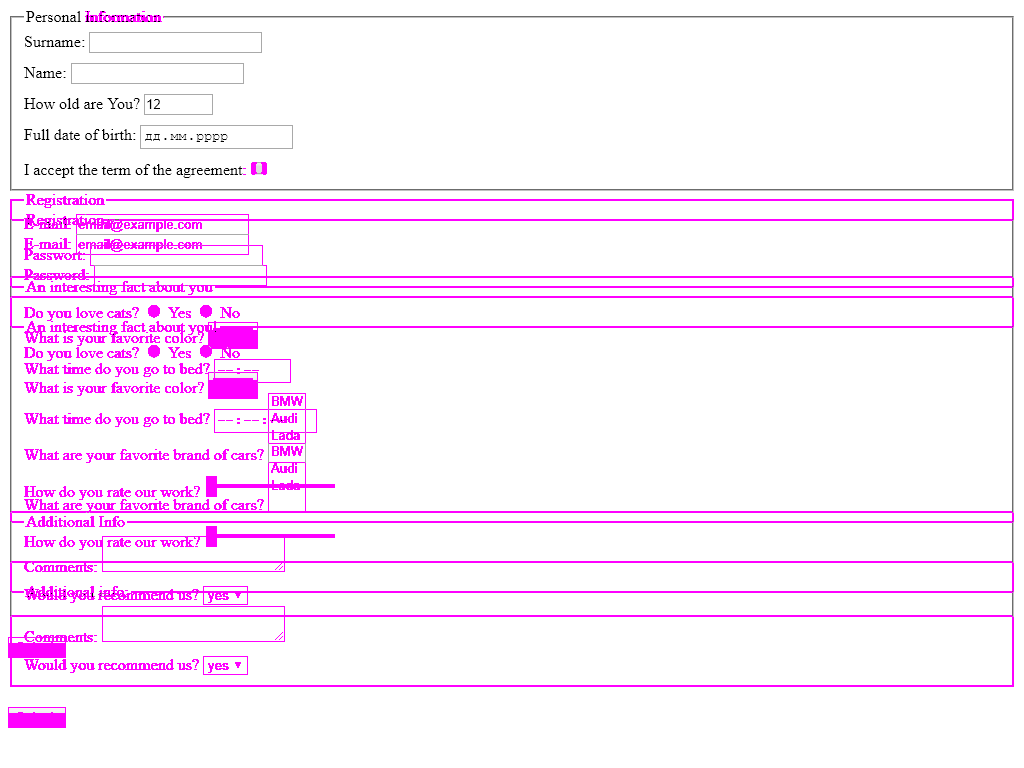 Personal Information
Surname:
Name:
How old are You? 12
Full date of birth: дд.мм.рррр
I accept the term of the agreement:
Registration
Registration
E-mail: email@example.com
E-mail: email@example.com
Passwort:
Password:
An interesting fact about you
Do you love cats? Yes No
An interesting fact about you!
What is your favorite color?
Do you love cats? Yes No
What time do you go to bed? --:--
What is your favorite color?
BMW
What time do you go to bed? --:--:
Audi
Lada
What are your favorite brand of cars?
BMW
Audi
Lada
How do you rate our work?
What are your favorite brand of cars?
Additional Info
How do you rate our work?
Comments:
Additional info:
Would you recommend us? yes
Comments:
Would you recommend us? yes